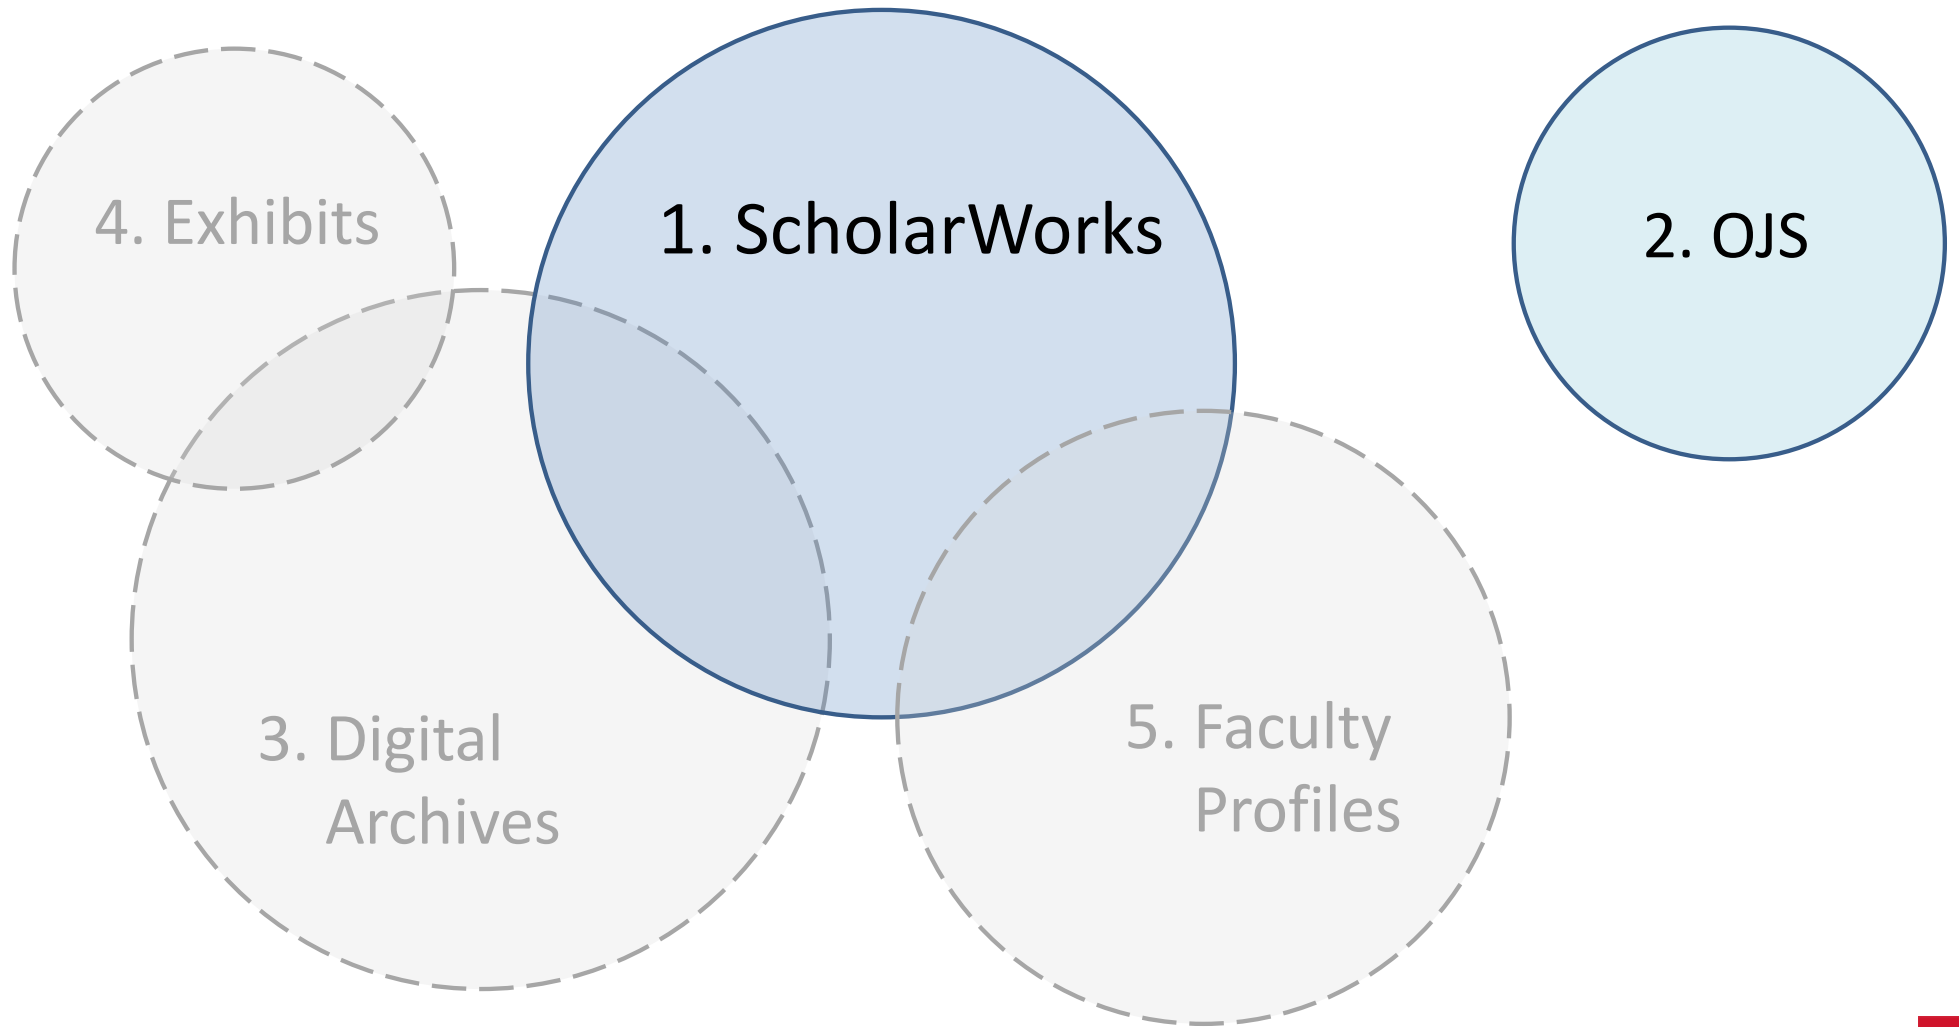 4. Exhibits
1. ScholarWorks
2. OJS
3. Digital
Archives
5. Faculty
Profiles